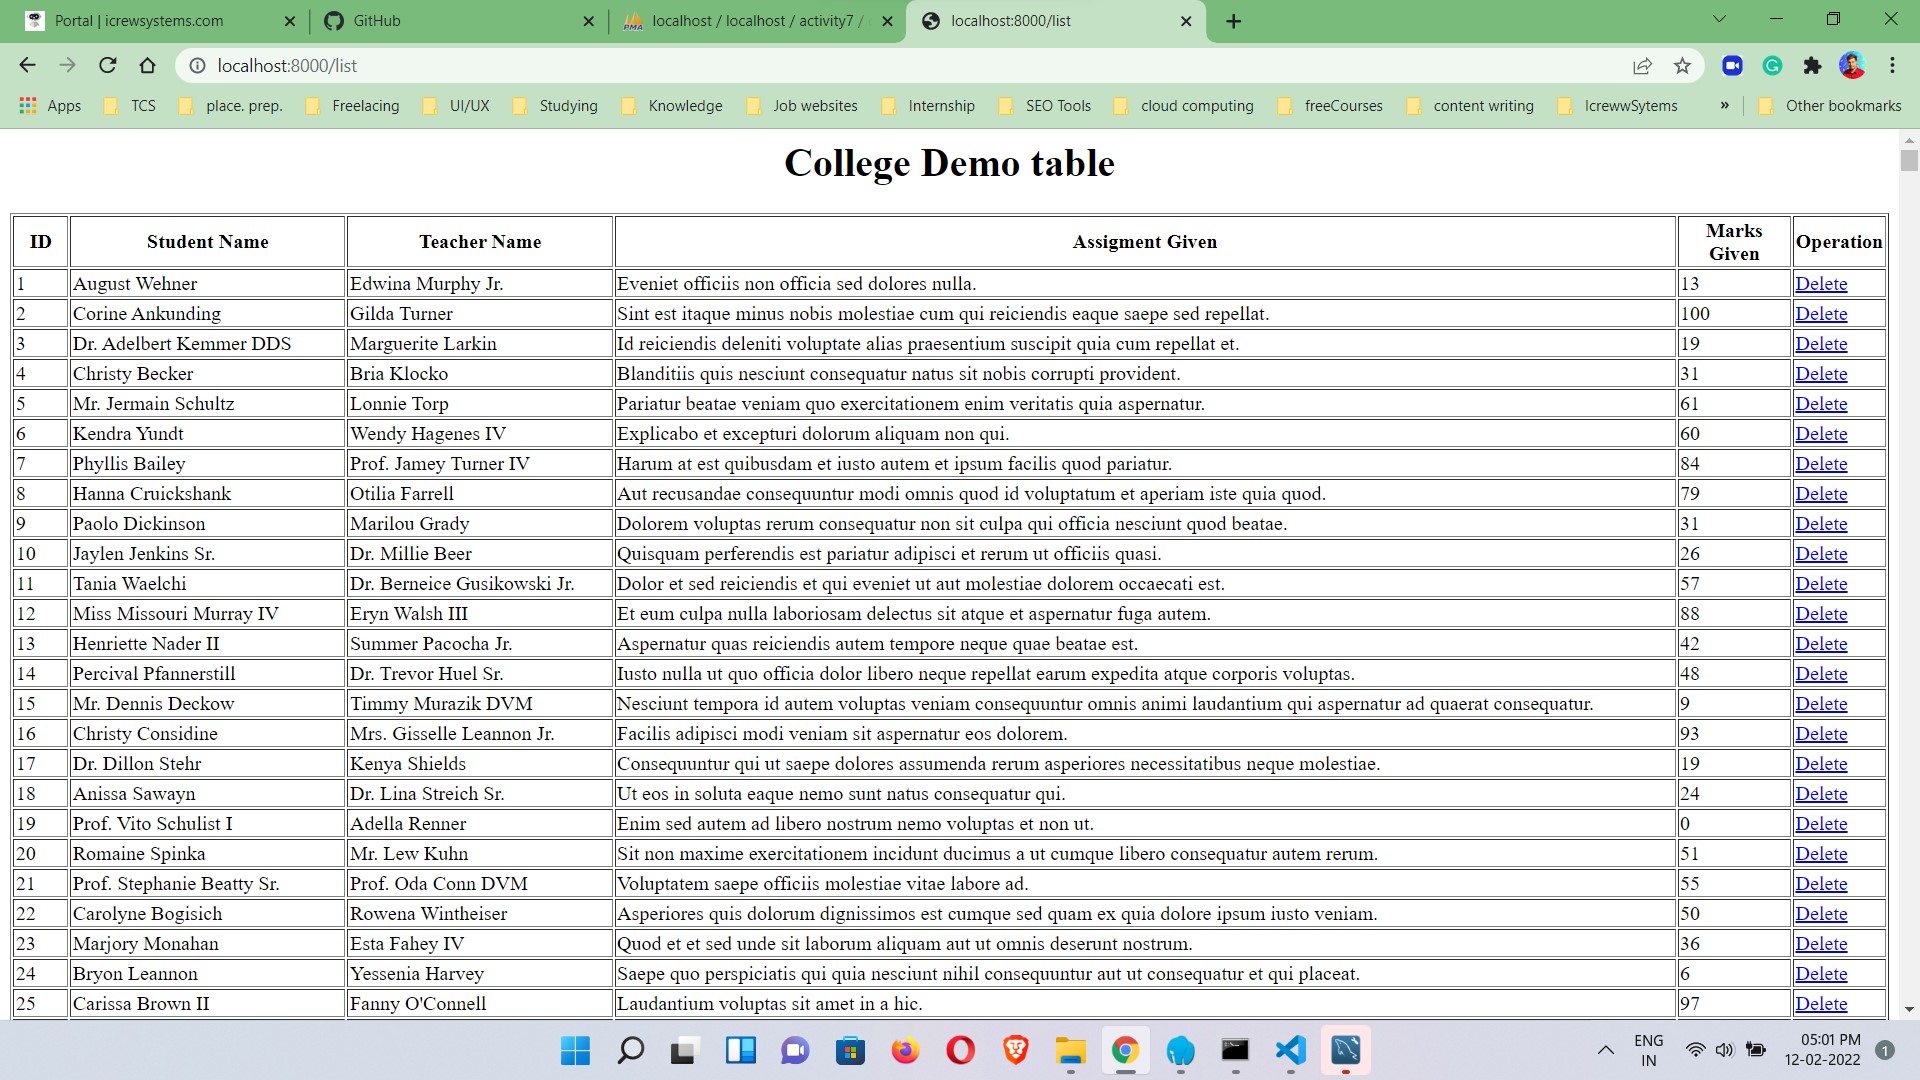 Portal | icrewsystems.com
GitHub
localhost / localhost / activity7 /
localhost:8000/list
localhost:8000/list
Apps TCS place. prep. Freelacing UI/UX Studying Knowledge Job websites Internship SEO Tools cloud computing freeCourses content writing IcrewwSytems » Other bookmarks
College Demo table
ID Student Name Teacher Name Assigment Given Marks Given Operation
1 August Wehner Edwina Murphy Jr. Eveniet officiis non officia sed dolores nulla. 13 Delete
2 Corine Ankunding Gilda Turner Sint est itaque minus nobis molestiae cum qui reiciendis eaque saepe sed repellat. 100 Delete
3 Dr. Adelbert Kemmer DDS Marguerite Larkin Id reiciendis deleniti voluptate alias praesentium suscipit quia cum repellat et. 19 Delete
4 Christy Becker Bria Klocko Blanditiis quis nesciunt consequatur natus sit nobis corrupti provident. 31 Delete
5 Mr. Jermain Schultz Lonnie Torp Pariatur beatae veniam quo exercitationem enim veritatis quia aspernatur. 61 Delete
6 Kendra Yundt Wendy Hagenes IV Explicabo et excepturi dolorum aliquam non qui. 60 Delete
7 Phyllis Bailey Prof. Jamey Turner IV Harum at est quibusdam et iusto autem et ipsum facilis quod pariatur. 84 Delete
8 Hanna Cruickshank Otilia Farrell Aut recusandae consequuntur modi omnis quod id voluptatum et aperiam iste quia quod. 79 Delete
9 Paolo Dickinson Marilou Grady Dolorem voluptas rerum consequatur non sit culpa qui officia nesciunt quod beatae. 31 Delete
10 Jaylen Jenkins Sr. Dr. Millie Beer Quisquam perferendis est pariatur adipisci et rerum ut officiis quasi. 26 Delete
11 Tania Waelchi Dr. Berneice Gusikowski Jr. Dolor et sed reiciendis et qui eveniet ut aut molestiae dolorem occaecati est. 57 Delete
12 Miss Missouri Murray IV Eryn Walsh III Et eum culpa nulla laboriosam delectus sit atque et aspernatur fuga autem. 88 Delete
13 Henriette Nader II Summer Pacocha Jr. Aspernatur quas reiciendis autem tempore neque quae beatae est. 42 Delete
14 Percival Pfannerstill Dr. Trevor Huel Sr. Iusto nulla ut quo officia dolor libero neque repellat earum expedita atque corporis voluptas. 48 Delete
15 Mr. Dennis Deckow Timmy Murazik DVM Nesciunt tempora id autem voluptas veniam consequuntur omnis animi laudantium qui aspernatur ad quaerat consequatur. 9 Delete
16 Christy Considine Mrs. Gisselle Leannon Jr. Facilis adipisci modi veniam sit aspernatur eos dolorem. 93 Delete
17 Dr. Dillon Stehr Kenya Shields Consequuntur qui ut saepe dolores assumenda rerum asperiores necessitatibus neque molestiae. 19 Delete
18 Anissa Sawayn Dr. Lina Streich Sr. Ut eos in soluta eaque nemo sunt natus consequatur qui. 24 Delete
19 Prof. Vito Schulist I Adella Renner Enim sed autem ad libero nostrum nemo voluptas et non ut. 0 Delete
20 Romaine Spinka Mr. Lew Kuhn Sit non maxime exercitationem incidunt ducimus a ut cumque libero consequatur autem rerum. 51 Delete
21 Prof. Stephanie Beatty Sr. Prof. Oda Conn DVM Voluptatem saepe officiis molestiae vitae labore ad. 55 Delete
22 Carolyne Bogisich Rowena Wintheiser Asperiores quis dolorum dignissimos est cumque sed quam ex quia dolore ipsum iusto veniam. 50 Delete
23 Marjory Monahan Esta Fahey IV Quod et et sed unde sit laborum aliquam aut ut omnis deserunt nostrum. 36 Delete
24 Bryon Leannon Yessenia Harvey Saepe quo perspiciatis qui quia nesciunt nihil consequuntur aut ut consequatur et qui placeat. 6 Delete
25 Carissa Brown II Fanny O'Connell Laudantium voluptas sit amet in a hic. 97 Delete
ENG
IN
05:01 PM
12-02-2022
1